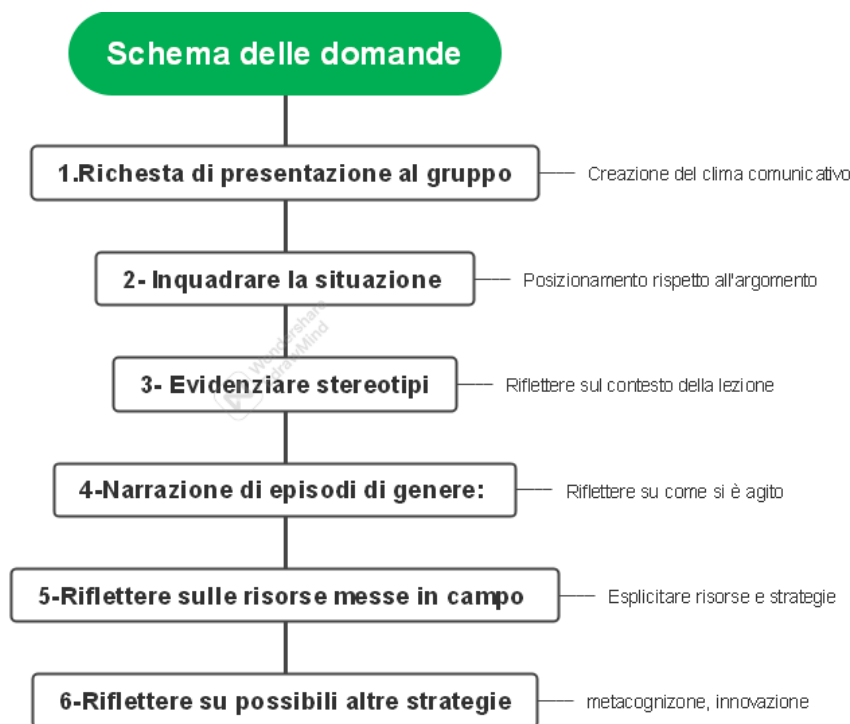 Schema delle domande
1.Richesta di presentazione al gruppo
Creazione del clima comunicativo
2- Inquadrare la situazione
Posizionamento rispetto all'argomento
Wondershare
EdrawMind
3- Evidenziare stereotipi
Riflettere sul contesto della lezione
4-Narrazione di episodi di genere:
Riflettere su come si è agito
5-Riflettere sulle risorse messe in campo
Esplicitare risorse e strategie
6-Riflettere su possibili altre strategie
metacognizone, innovazione